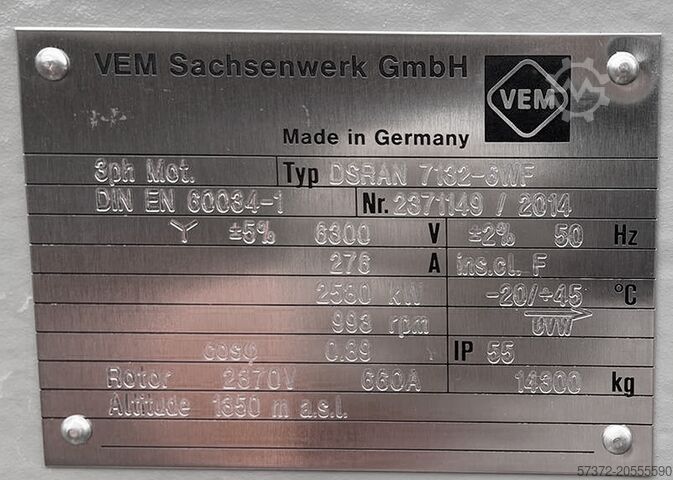 VEM Sachsenwerk GmbH
VEM
Made in Germany
3ph Mot. Typ DSRAN 7132-6WF
DIN EN 60034-1 Nr. 2371149 / 2014
Y ±5% 6300 V ±2% 50 Hz
276 A ins.cl. F
2560 kW -20/+45 °C
993 rpm UVW
cosφ 0.89 IP 55
Rotor 2370V 660A 14300 kg
Altitude 1350 m a.s.l.
57372-20555590